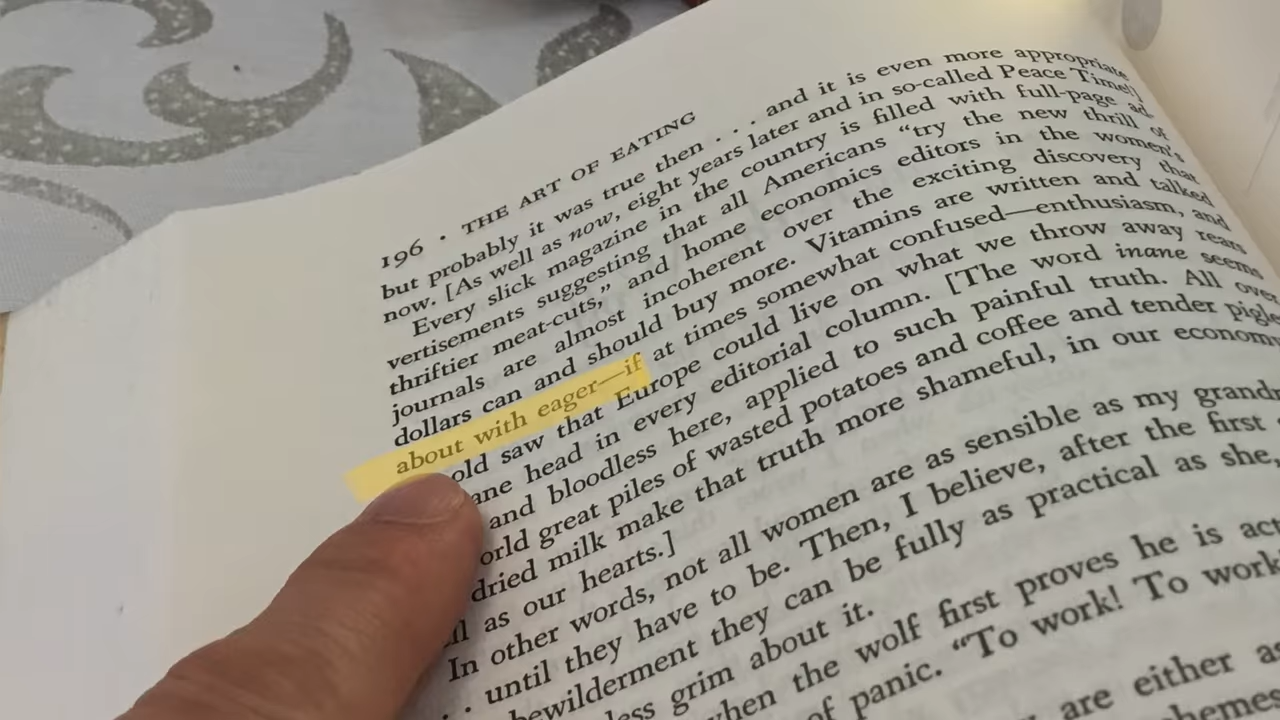 196 • THE ART OF EATING
but probably it was true then . . . and it is even more appropriate
now. [As well as now, eight years later and in so-called Peace Time!].
Every slick magazine in the country is filled with full-page ad-
vertisements suggesting that all Americans “try the new thrill of
thriftier meat-cuts,” and home economics editors in the women's
journals are almost incoherent over the exciting discovery that
dollars can and should buy more. Vitamins are written and talked
about with eager—if at times somewhat confused—enthusiasm, and
old saw that Europe could live on what we throw away rears
ane head in every editorial column. [The word inane seems
and bloodless here, applied to such painful truth. All over
orld great piles of wasted potatoes and coffee and tender pigle
dried milk make that truth more shameful, in our econom
ll as our hearts.]
In other words, not all women are as sensible as my grand
. . until they have to be. Then, I believe, after the first
bewilderment they can be fully as practical as she,
less grim about it.
when the wolf first proves he is act
of panic. “To work! To work
are either as
hemes